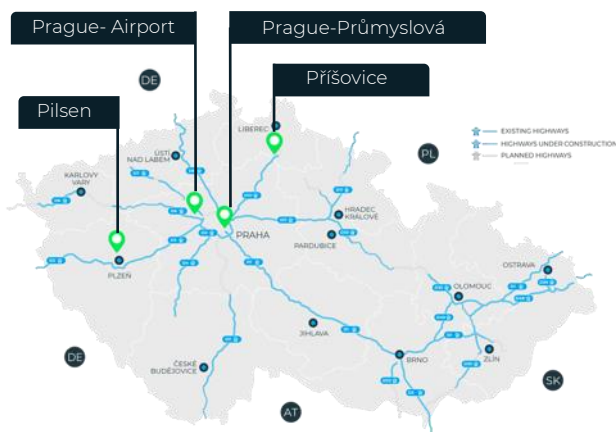 Prague- Airport
Prague-Průmyslová
Příšovice
Pilsen
DE
LIBEREC
ÚSTÍ
NAD LABEM
PL
EXISTING HIGHWAYS
HIGHWAYS UNDER CONSTRUCTION
PLANNED HIGHWAYS
KARLOVY
VARY
HRADEC
KRÁLOVÉ
PRAHA
PARDUBICE
PLZEŇ
OSTRAVA
OLOMOUC
JIHLAVA
DE
ČESKÉ
BUDĚJOVICE
BRNO
ZLÍN
SK
AT